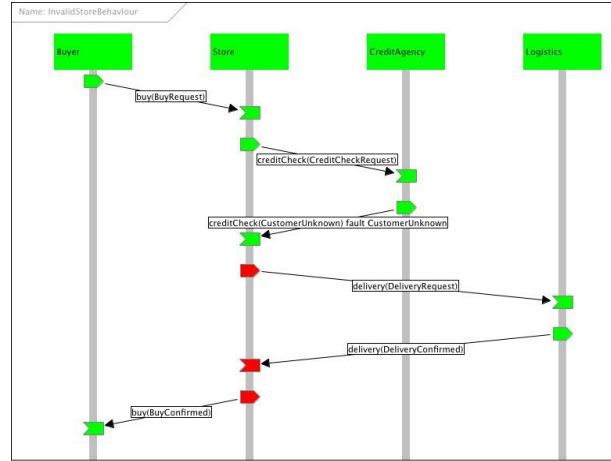 Name: InvalidStoreBehaviour
Buyer
Store
CreditAgency
Logistics
buy(BuyRequest)
creditCheck(CreditCheckRequest)
creditCheck(CustomerUnknown) fault CustomerUnknown
delivery(DeliveryRequest)
delivery(DeliveryConfirmed)
buy(BuyConfirmed)